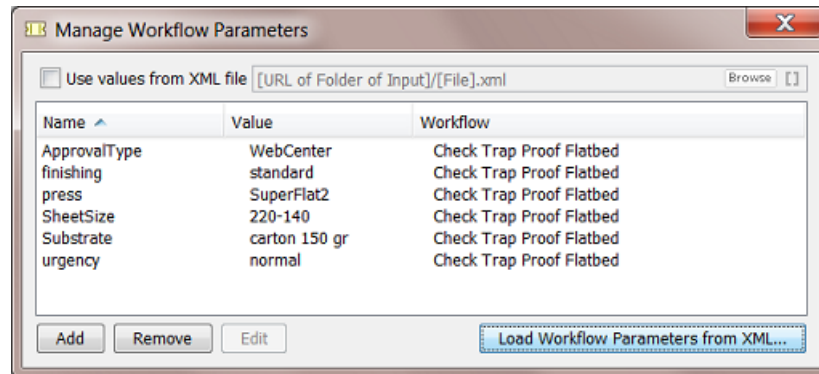 Manage Workflow Parameters
Use values from XML file [URL of Folder of Input]/[File].xml Browse []
Name Value Workflow
ApprovalType WebCenter Check Trap Proof Flatbed
finishing standard Check Trap Proof Flatbed
press SuperFlat2 Check Trap Proof Flatbed
SheetSize 220-140 Check Trap Proof Flatbed
Substrate carton 150 gr Check Trap Proof Flatbed
urgency normal Check Trap Proof Flatbed
Add Remove Edit Load Workflow Parameters from XML...